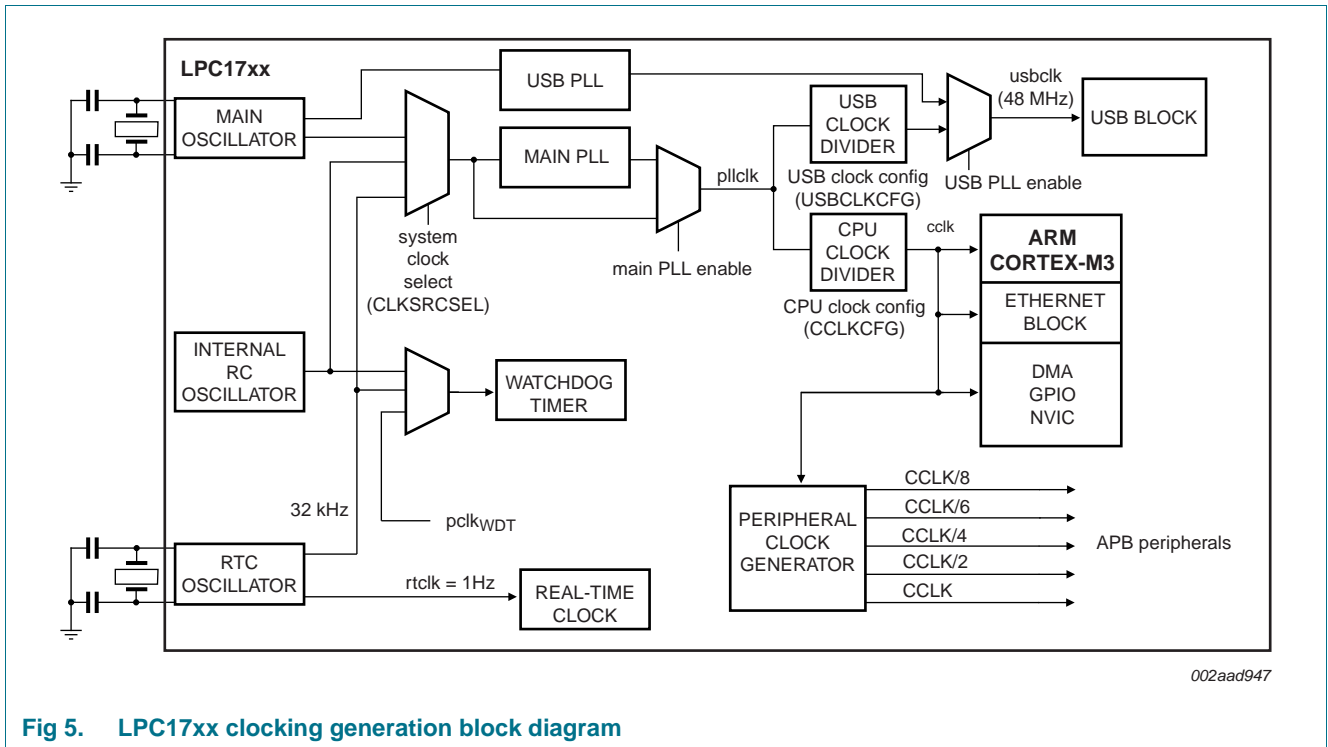 LPC17xx
MAIN
OSCILLATOR
USB PLL
MAIN PLL
system
clock
select
(CLKSRCSEL)
main PLL enable
pllclk
USB
CLOCK
DIVIDER
USB clock config
(USBCLKCFG)
usbclk
(48 MHz)
USB BLOCK
USB PLL enable
CPU
CLOCK
DIVIDER
CPU clock config
(CCLKCFG)
cclk
ARM
CORTEX-M3
ETHERNET
BLOCK
DMA
GPIO
NVIC
INTERNAL
RC
OSCILLATOR
WATCHDOG
TIMER
32 kHz
pclkWDT
RTC
OSCILLATOR
rtclk = 1Hz
REAL-TIME
CLOCK
PERIPHERAL
CLOCK
GENERATOR
CCLK/8
CCLK/6
CCLK/4
CCLK/2
CCLK
APB peripherals
002aad947
Fig 5. LPC17xx clocking generation block diagram